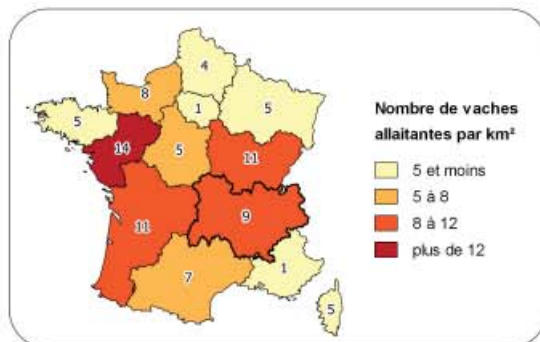 4
8
1
5
5
14
5
11
11
9
7
1
5
Nombre de vaches
allaitantes par km²
5 et moins
5 à 8
8 à 12
plus de 12